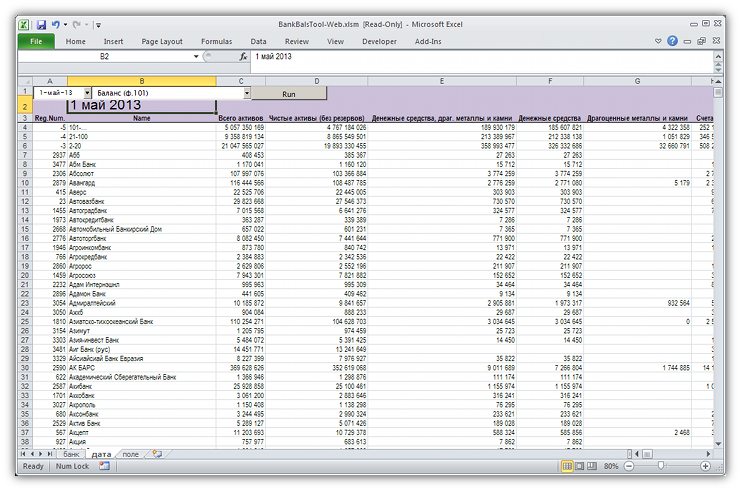 BankBalsTool-Web.xlsm [Read-Only] - Microsoft Excel
File Home Insert Page Layout Formulas Data Review View Developer Add-Ins
B2 fx 1 май 2013
A B C D E F G
1 1-май-13 Баланс (ф.101) Run
2 1 май 2013
3 Reg.Num. Name Всего активов Чистые активы (без резервов) Денежные средства, драг. металлы и камни Денежные средства Драгоценные металлы и камни Счета
4 -5 101-... 5 057 350 169 4 767 184 026 189 930 179 185 607 821 4 322 358 252
5 -4 21-100 9 358 819 134 8 865 549 501 213 389 967 212 338 138 1 051 829 346
6 -3 2-20 21 047 565 027 19 893 330 455 358 993 477 326 332 686 32 660 791 508
7 2937 Абб 408 453 385 367 27 263 27 263
8 3477 Абм Банк 1 170 041 1 160 120 15 712 15 712
9 2306 Абсолют 107 997 076 103 366 884 3 774 259 3 774 259
10 2879 Авангард 116 444 566 108 487 785 2 776 259 2 771 080 5 179
11 415 Аверс 22 525 706 22 445 005 303 903 303 903
12 23 Автовазбанк 29 823 668 27 546 373 730 570 730 570
13 1455 Автоградбанк 7 015 568 6 641 276 324 577 324 577
14 1973 Автокредитбанк 363 287 339 389 7 286 7 286
15 2668 Автомобильный Банкирский Дом 657 022 601 231 7 365 7 365
16 2776 Автоторгбанк 8 082 450 7 441 644 771 900 771 900
17 1946 Агроинкомбанк 873 780 840 742 13 971 13 971
18 766 Агрокредбанк 2 384 883 2 342 536 22 422 22 422
19 2860 Агророс 2 629 806 2 552 196 211 907 211 907
20 1459 Агросоюз 7 943 301 7 821 882 152 652 152 652
21 2232 Адам Интернэшнл 995 963 995 309 34 464 34 464
22 2896 Адамон Банк 441 605 409 462 9 134 9 134
23 3054 Адмиралтейский 10 185 872 9 841 657 2 905 881 1 973 317 932 564
24 3050 Ажкб 904 084 888 233 29 687 29 687
25 1810 Азиатско-тихоокеанский Банк 110 254 271 104 628 703 3 034 645 3 034 645 0
26 3154 Азимут 1 205 795 974 459 25 723 25 723
27 3303 Азия-инвест Банк 5 484 072 5 391 425 14 450 14 450
28 3481 Аиг Банк (рус) 14 451 771 13 241 649
29 3329 Айсиайсиай Банк Евразия 8 227 399 7 976 927 35 822 35 822
30 2590 АК БАРС 369 628 626 352 619 068 9 011 689 7 266 804 1 744 885
31 622 Академический Сберегательный Банк 1 366 946 1 298 876 111 174 111 174
32 2587 Акибанк 25 928 858 25 100 461 1 155 974 1 155 974
33 1701 Аккобанк 3 061 200 2 883 646 316 241 316 241
34 3027 Акрополь 1 150 408 1 138 298 76 295 76 295
35 680 Аксонбанк 3 244 495 2 990 324 233 621 233 621
36 2529 Актив Банк 5 289 127 5 071 426 189 028 189 028
37 567 Акцепт 11 203 693 10 729 378 588 324 585 856 2 468
38 927 Акция 757 977 683 613 7 862 7 862
банк дата поле
Ready Num Lock 80%